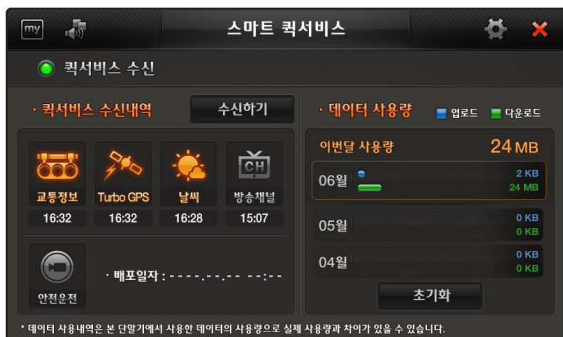 my
스마트 퀵서비스
퀵서비스 수신
· 퀵서비스 수신내역
수신하기
교통정보
Turbo GPS
날씨
CH
방송채널
16:32
16:32
16:28
15:07
안전운전
· 배포일자 : - - - - . - - . - - - - : - -
· 데이터 사용량
업로드
다운로드
이번달 사용량
24 MB
06월
2 KB
24 MB
05월
0 KB
0 KB
04월
0 KB
0 KB
초기화
* 데이터 사용내역은 본 단말기에서 사용한 데이터의 사용량으로 실제 사용량과 차이가 있을 수 있습니다.